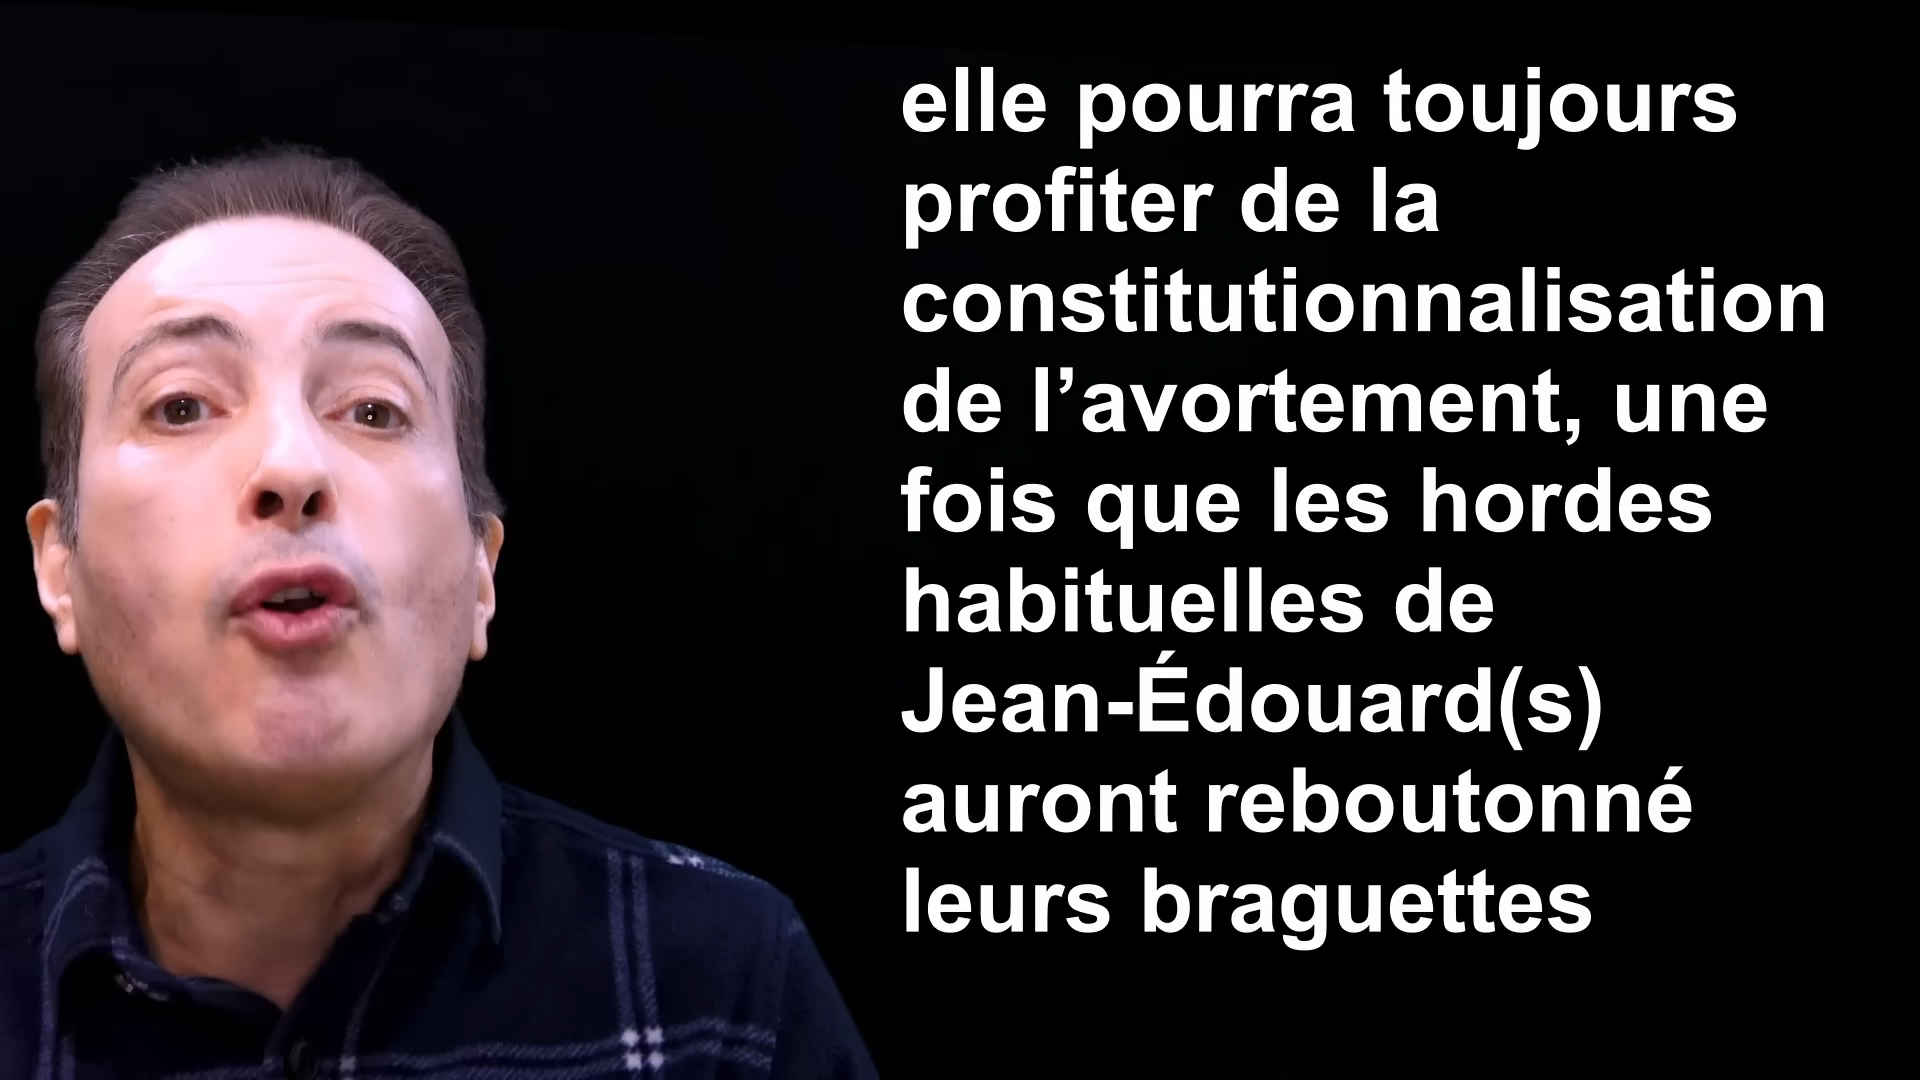 elle pourra toujours
profiter de la
constitutionnalisation
de l’avortement, une
fois que les hordes
habituelles de
Jean-Édouard(s)
auront reboutonné
leurs braguettes